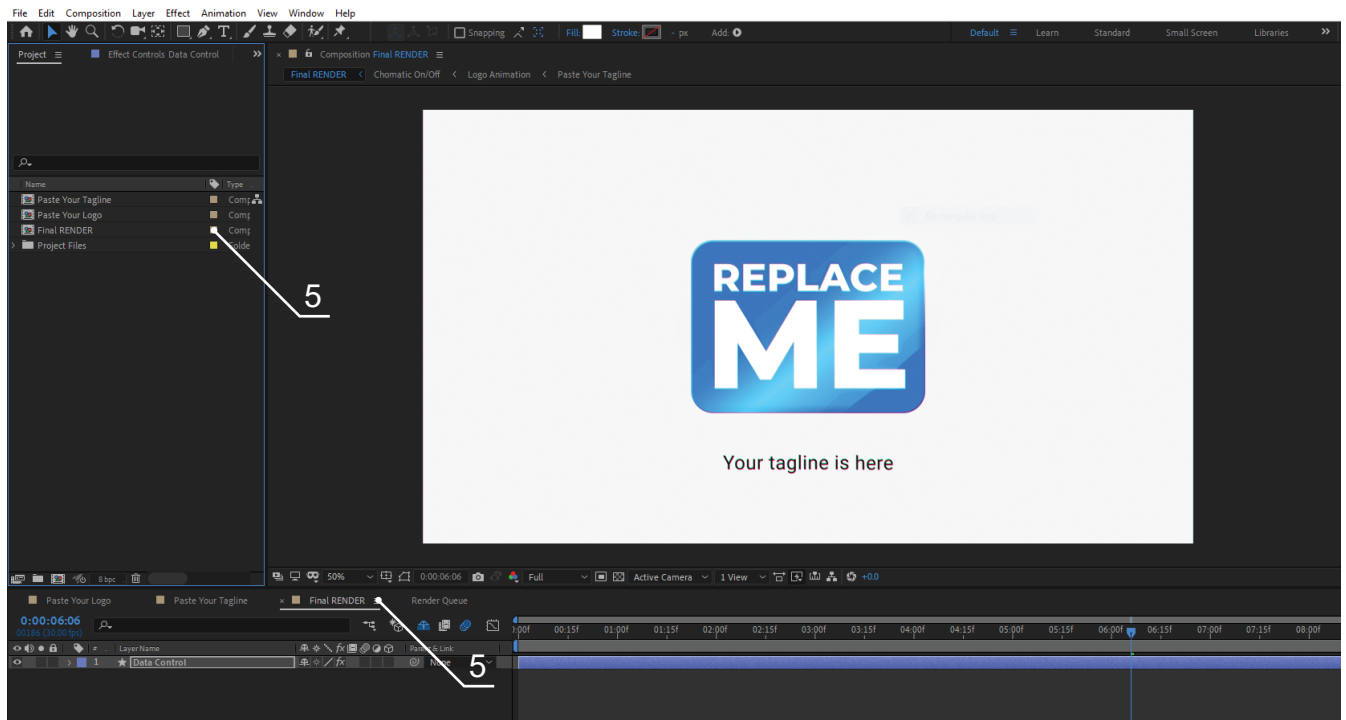 File Edit Composition Layer Effect Animation View Window Help
Snapping Fill: Stroke: - px Add: Default Learn Standard Small Screen Libraries
Project Effect Controls Data Control Composition Final RENDER
Final RENDER Chomatic On/Off Logo Animation Paste Your Tagline
Name Type
Paste Your Tagline
Paste Your Logo
Final RENDER
Project Files
5
REPLACE
ME
Your tagline is here
8 bpc 50% 0:00:06:06 Full Active Camera 1 View +0.0
Paste Your Logo Paste Your Tagline Final RENDER Render Queue
0:00:06:06
00186 (30.00 fps)
00:15f 01:00f 01:15f 02:00f 02:15f 03:00f 03:15f 04:00f 04:15f 05:00f 05:15f 06:00f 06:15f 07:00f 07:15f 08:00f
# Layer Name fx & Link
1 Data Control fx
5